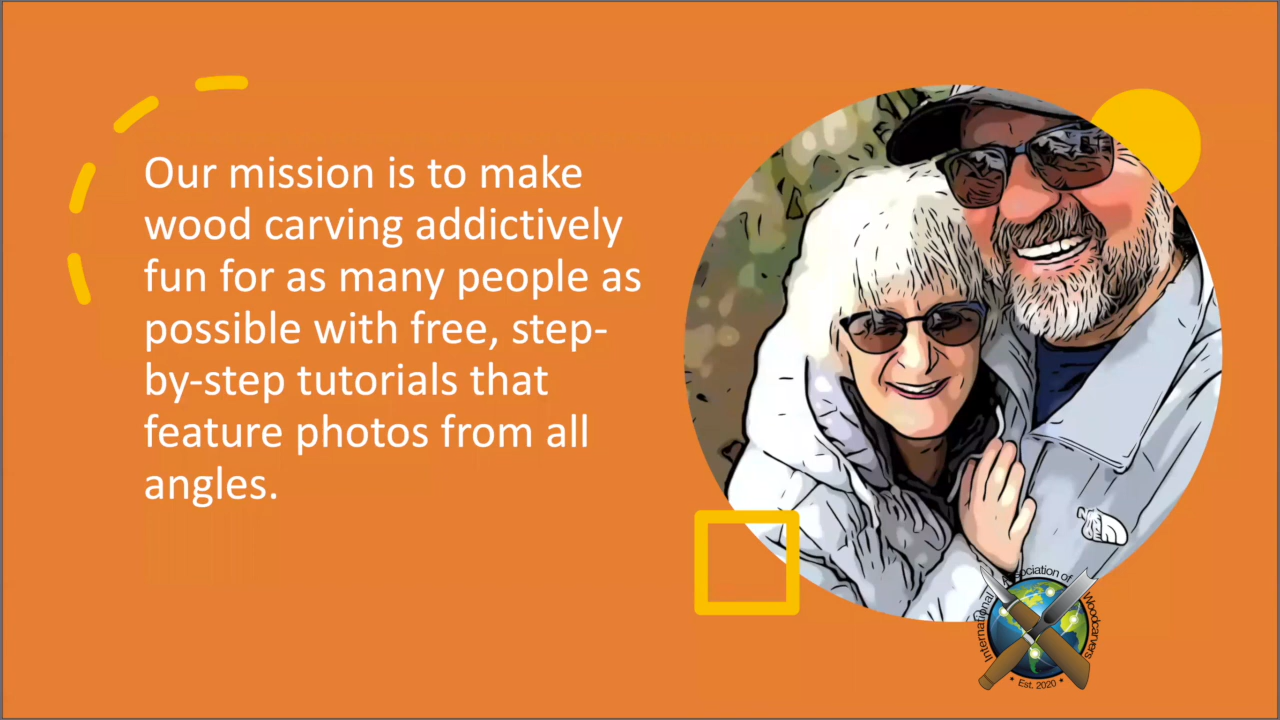 Our mission is to make
wood carving addictively
fun for as many people as
possible with free, step-
by-step tutorials that
feature photos from all
angles.
International Association of Woodcarvers
• Est. 2020 •